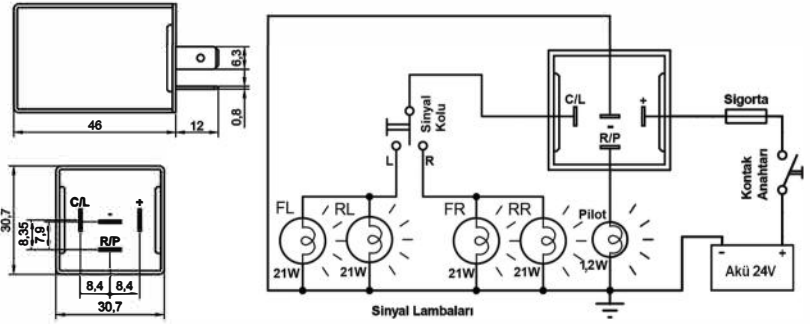 46
12
6,3
0,8
30,7
8,35
7,9
C/L
-
+
R/P
8,4
8,4
30,7
Sinyal
Kolu
L
R
C/L
-
+
R/P
Sigorta
Kontak
Anahtarı
FL
RL
FR
RR
Pilot
21W
21W
21W
21W
1,2W
- +
Akü 24V
Sinyal Lambaları